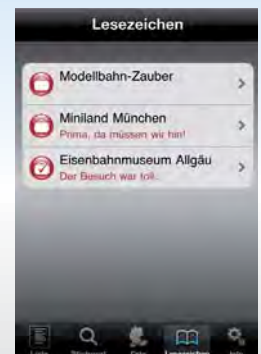 Lesezeichen
Modellbahn-Zauber
Miniland München
Prima, da müssen wir hin!
Eisenbahnmuseum Allgäu
Der Besuch war toll.
Lesezeichen